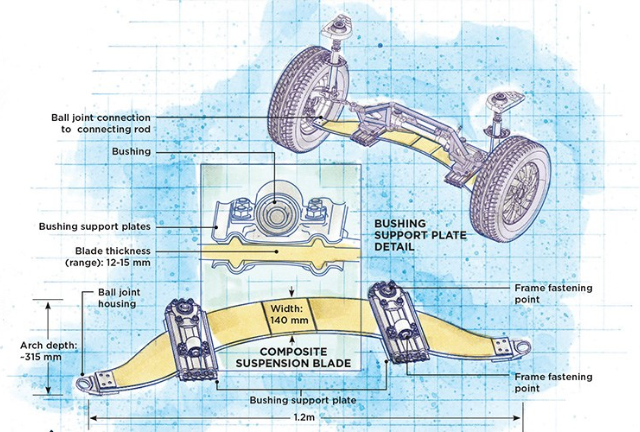 Ball joint connection
to connecting rod
Bushing
Bushing support plates
Blade thickness
(range): 12-15 mm
BUSHING
SUPPORT PLATE
DETAIL
Ball joint
housing
Width:
140 mm
Frame fastening
point
Arch depth:
~315 mm
COMPOSITE
SUSPENSION BLADE
Frame fastening
point
Bushing support plate
1.2m